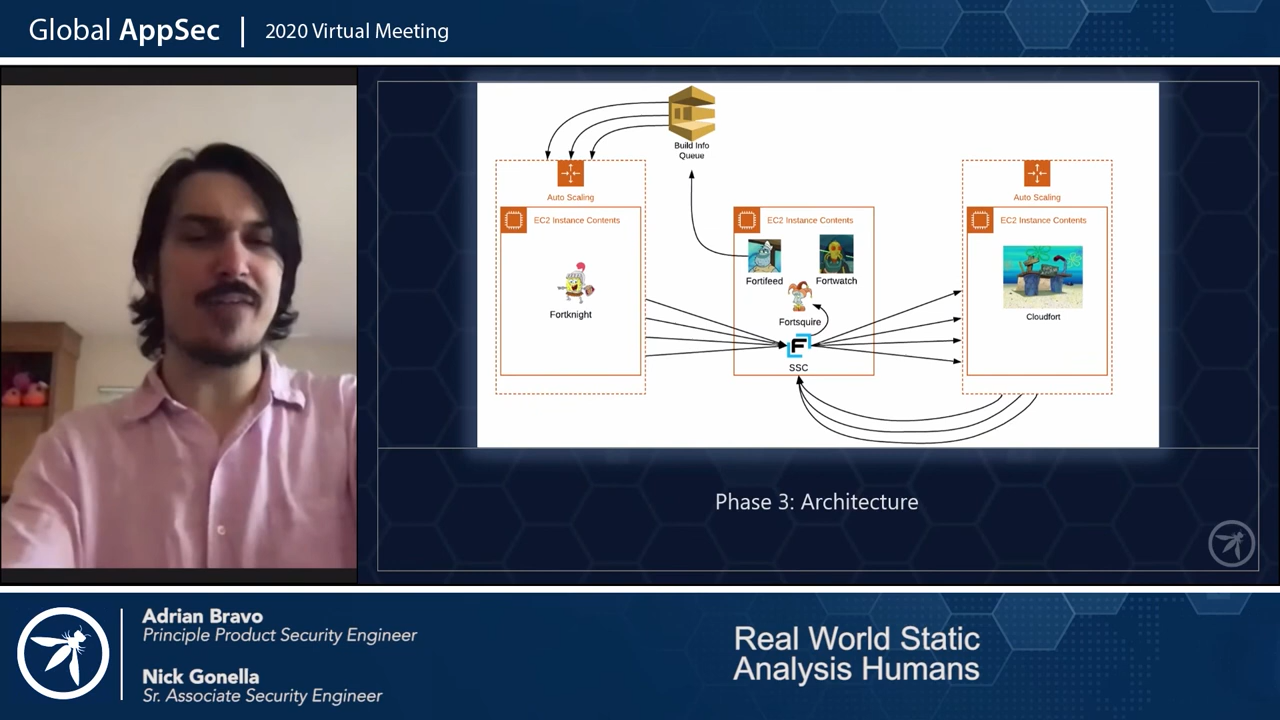 Global AppSec | 2020 Virtual Meeting
Build Info
Queue
Auto Scaling
EC2 Instance Contents
Fortknight
EC2 Instance Contents
Fortifeed
Fortwatch
Fortsquire
F
SSC
Auto Scaling
EC2 Instance Contents
Cloudfort
Phase 3: Architecture
Adrian Bravo
Principle Product Security Engineer
Nick Gonella
Sr. Associate Security Engineer
Real World Static
Analysis Humans